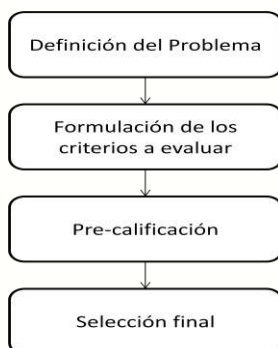 Definición del Problema
Formulación de los
criterios a evaluar
Pre-calificación
Selección final